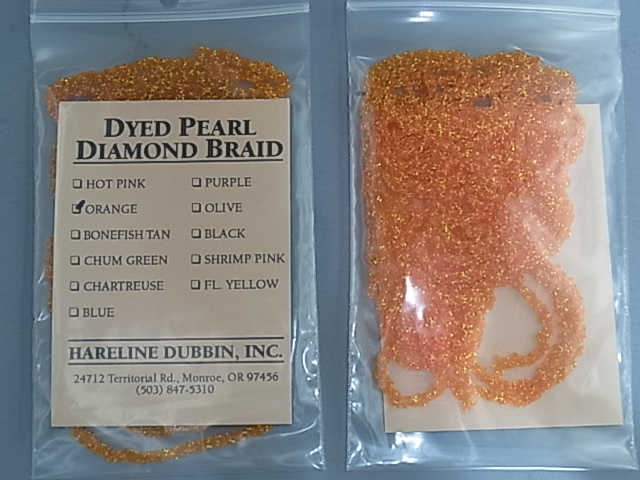 DYED PEARL
DIAMOND BRAID
HOT PINK
PURPLE
ORANGE
OLIVE
BONEFISH TAN
BLACK
CHUM GREEN
SHRIMP PINK
CHARTREUSE
FL. YELLOW
BLUE
HARELINE DUBBIN, INC.
24712 Territorial Rd., Monroe, OR 97456
(503) 847-5310